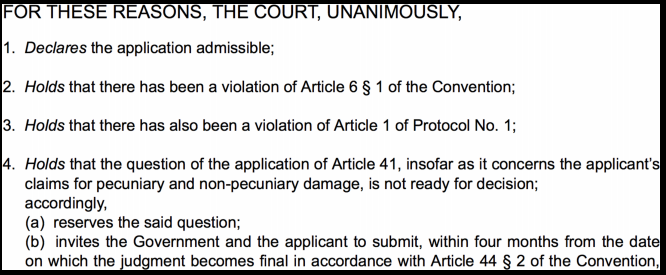 FOR THESE REASONS, THE COURT, UNANIMOUSLY,
1. Declares the application admissible;
2. Holds that there has been a violation of Article 6 § 1 of the Convention;
3. Holds that there has also been a violation of Article 1 of Protocol No. 1;
4. Holds that the question of the application of Article 41, insofar as it concerns the applicant's
claims for pecuniary and non-pecuniary damage, is not ready for decision;
accordingly,
(a) reserves the said question;
(b) invites the Government and the applicant to submit, within four months from the date
on which the judgment becomes final in accordance with Article 44 § 2 of the Convention,